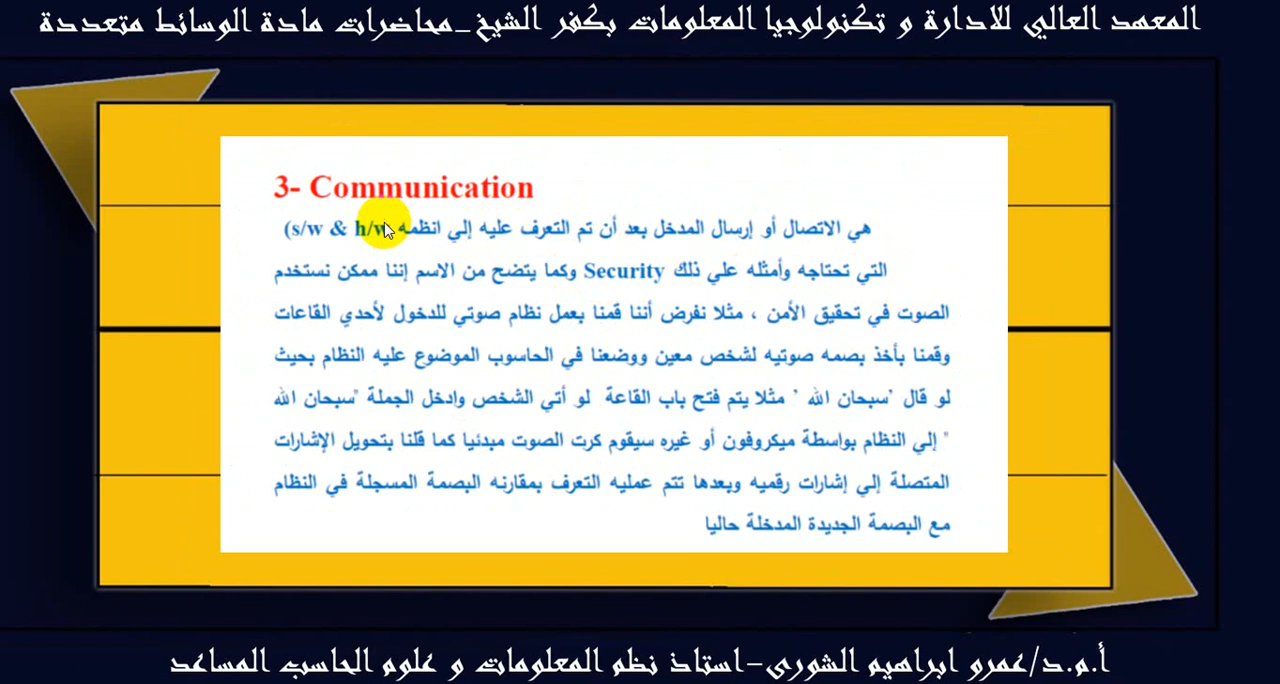 المعهد العالي للادارة و تكنولوجيا المعلومات بكفر الشيخ_محاضرات مادة الوسائط متعددة
3- Communication
هي الاتصال أو إرسال المدخل بعد أن تم التعرف عليه إلي انظمه s/w & h/w)
التي تحتاجه وأمثله علي ذلك Security وكما يتضح من الاسم إننا ممكن نستخدم
الصوت في تحقيق الأمن ، مثلا نفرض أننا قمنا بعمل نظام صوتي للدخول لأحدي القاعات
وقمنا بأخذ بصمه صوتيه لشخص معين ووضعنا في الحاسوب الموضوع عليه النظام بحيث
لو قال "سبحان الله " مثلا يتم فتح باب القاعة لو أتي الشخص وادخل الجملة "سبحان الله
" إلي النظام بواسطة ميكروفون أو غيره سيقوم كرت الصوت مبدئيا كما قلنا بتحويل الإشارات
المتصلة إلي إشارات رقميه وبعدها تتم عمليه التعرف بمقارنه البصمة المسجلة في النظام
مع البصمة الجديدة المدخلة حاليا
أ.م.د/عمرو ابراهيم الشورى-استاذ نظم المعلومات و علوم الحاسب المساعد